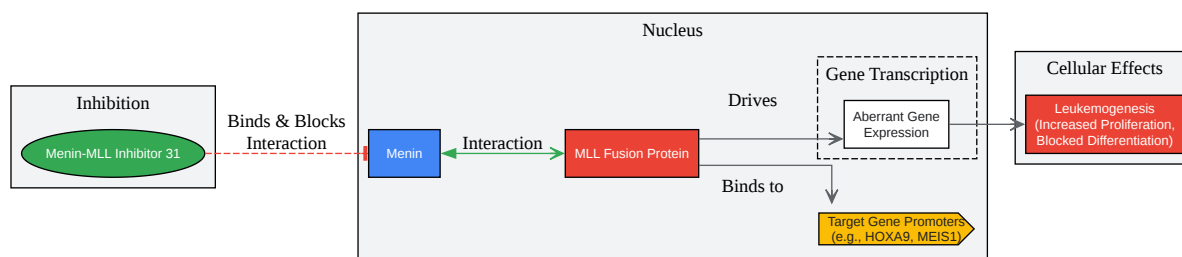 Nucleus
Inhibition
Menin-MLL Inhibitor 31
Binds & Blocks
Interaction
Menin
Interaction
MLL Fusion Protein
Drives
Binds to
Gene Transcription
Aberrant Gene
Expression
Target Gene Promoters
(e.g., HOXA9, MEIS1)
Cellular Effects
Leukemogenesis
(Increased Proliferation,
Blocked Differentiation)